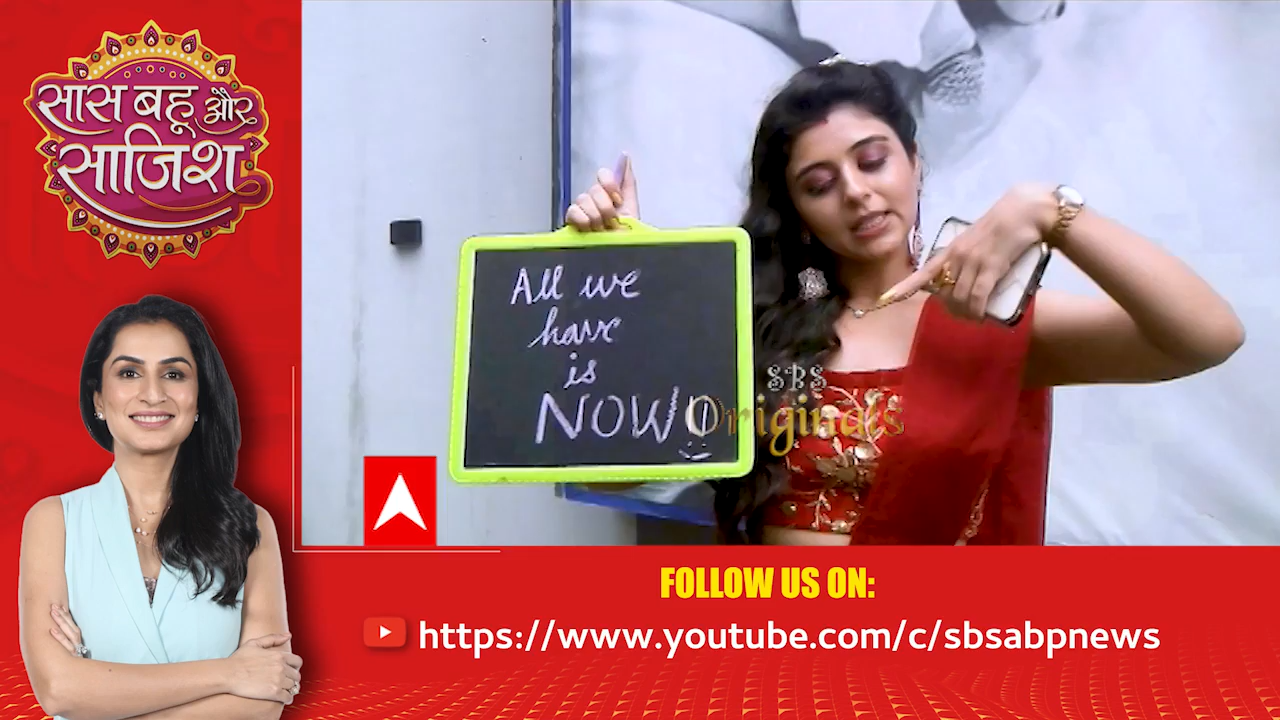 सास बहू और
साजिश
All we
have
is
NOW!!
SBS
Originals
FOLLOW US ON:
https://www.youtube.com/c/sbsabpnews